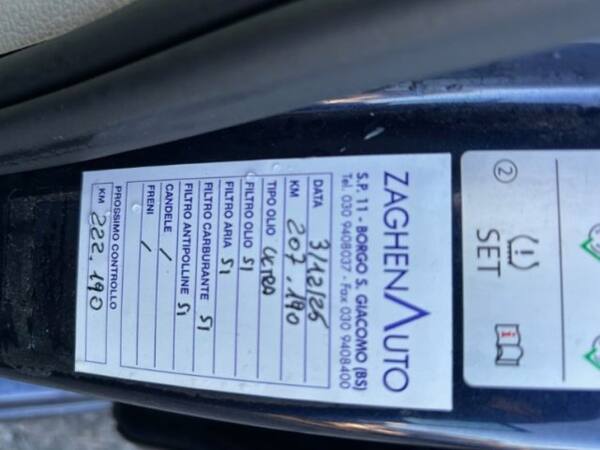 ZAGHENAUTO
S.P. 11 - BORGO S. GIACOMO (BS)
Tel. 030 9408037 - Fax 030 9408400
DATA 3/12/25
KM 207.190
TIPO OLIO ULTRA
FILTRO OLIO SI
FILTRO ARIA SI
FILTRO CARBURANTE SI
FILTRO ANTIPOLLINE SI
CANDELE /
FRENI /
PROSSIMO CONTROLLO
KM 222.190
2
SET
i